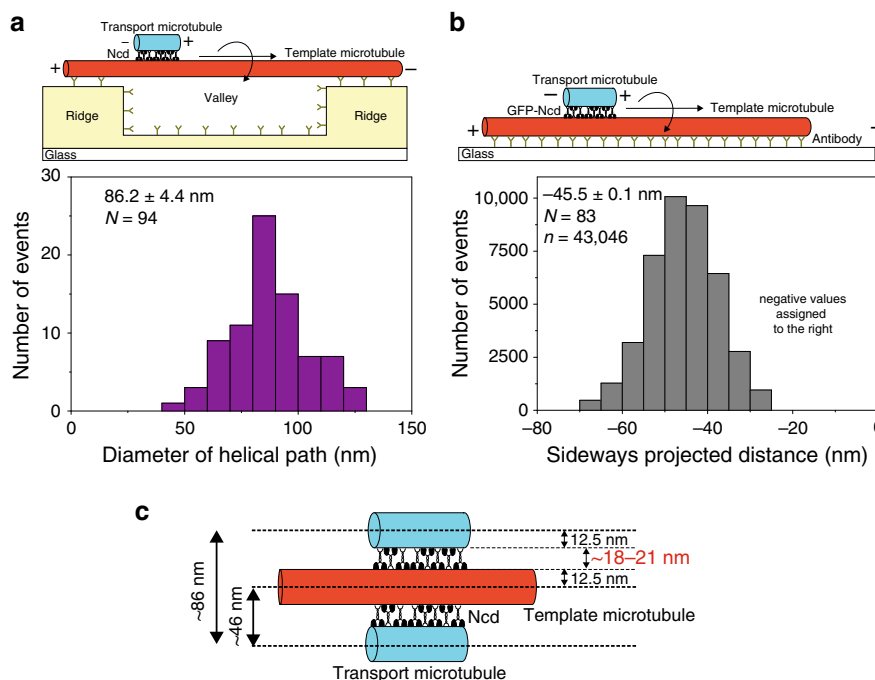 a
Transport microtubule
Ncd
− +
Template microtubule
+ −
Ridge
Valley
Ridge
Glass
30
20
10
0
Number of events
86.2 ± 4.4 nm
N = 94
0 50 100 150
Diameter of helical path (nm)
b
Transport microtubule
− +
GFP-Ncd
Template microtubule
+ −
Antibody
Glass
10,000
7500
5000
2500
0
Number of events
−45.5 ± 0.1 nm
N = 83
n = 43,046
negative values
assigned
to the right
−80 −60 −40 −20 0
Sideways projected distance (nm)
c
12.5 nm
~18–21 nm
12.5 nm
~86 nm
~46 nm
Ncd
Template microtubule
Transport microtubule